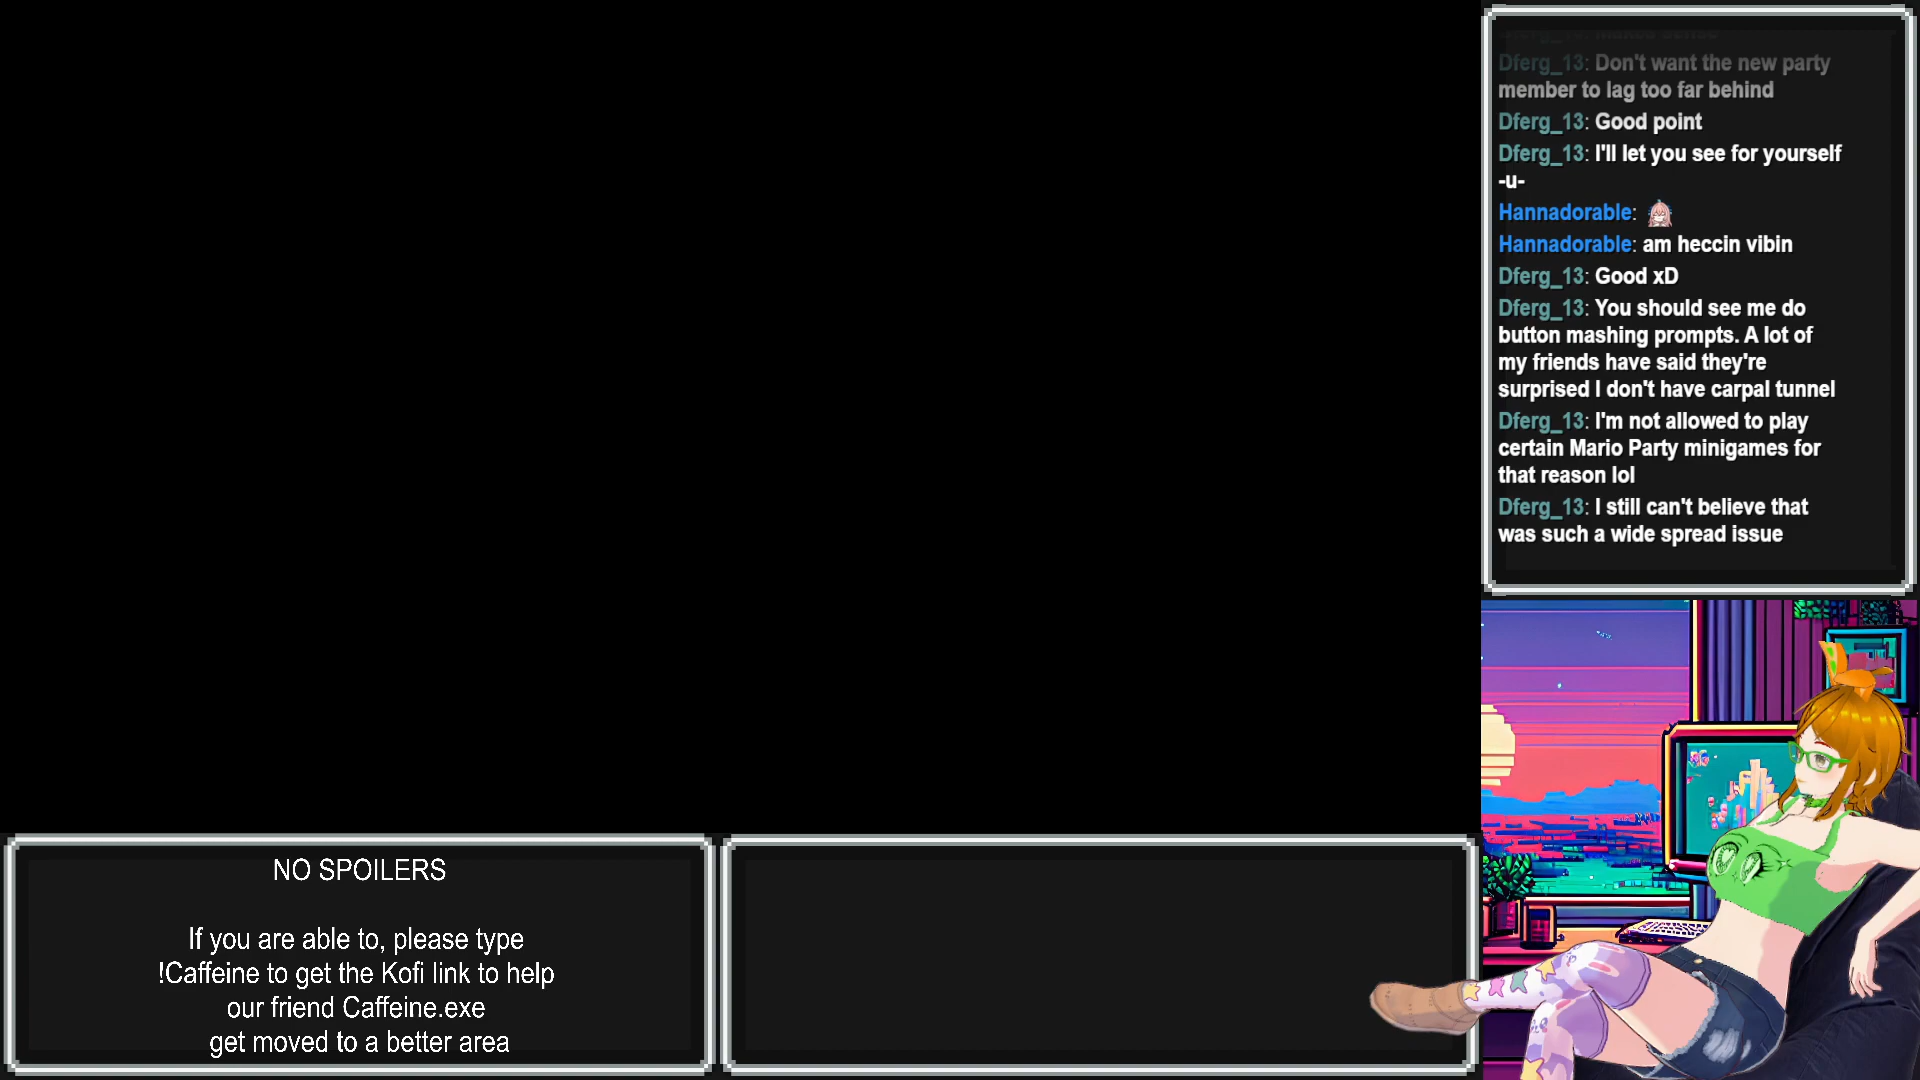 Dferg_13: Don't want the new party
member to lag too far behind
Dferg_13: Good point
Dferg_13: I'll let you see for yourself
-u-
Hannadorable:
Hannadorable: am heccin vibin
Dferg_13: Good xD
Dferg_13: You should see me do
button mashing prompts. A lot of
my friends have said they're
surprised I don't have carpal tunnel
Dferg_13: I'm not allowed to play
certain Mario Party minigames for
that reason lol
Dferg_13: I still can't believe that
was such a wide spread issue
NO SPOILERS
If you are able to, please type
!Caffeine to get the Kofi link to help
our friend Caffeine.exe
get moved to a better area